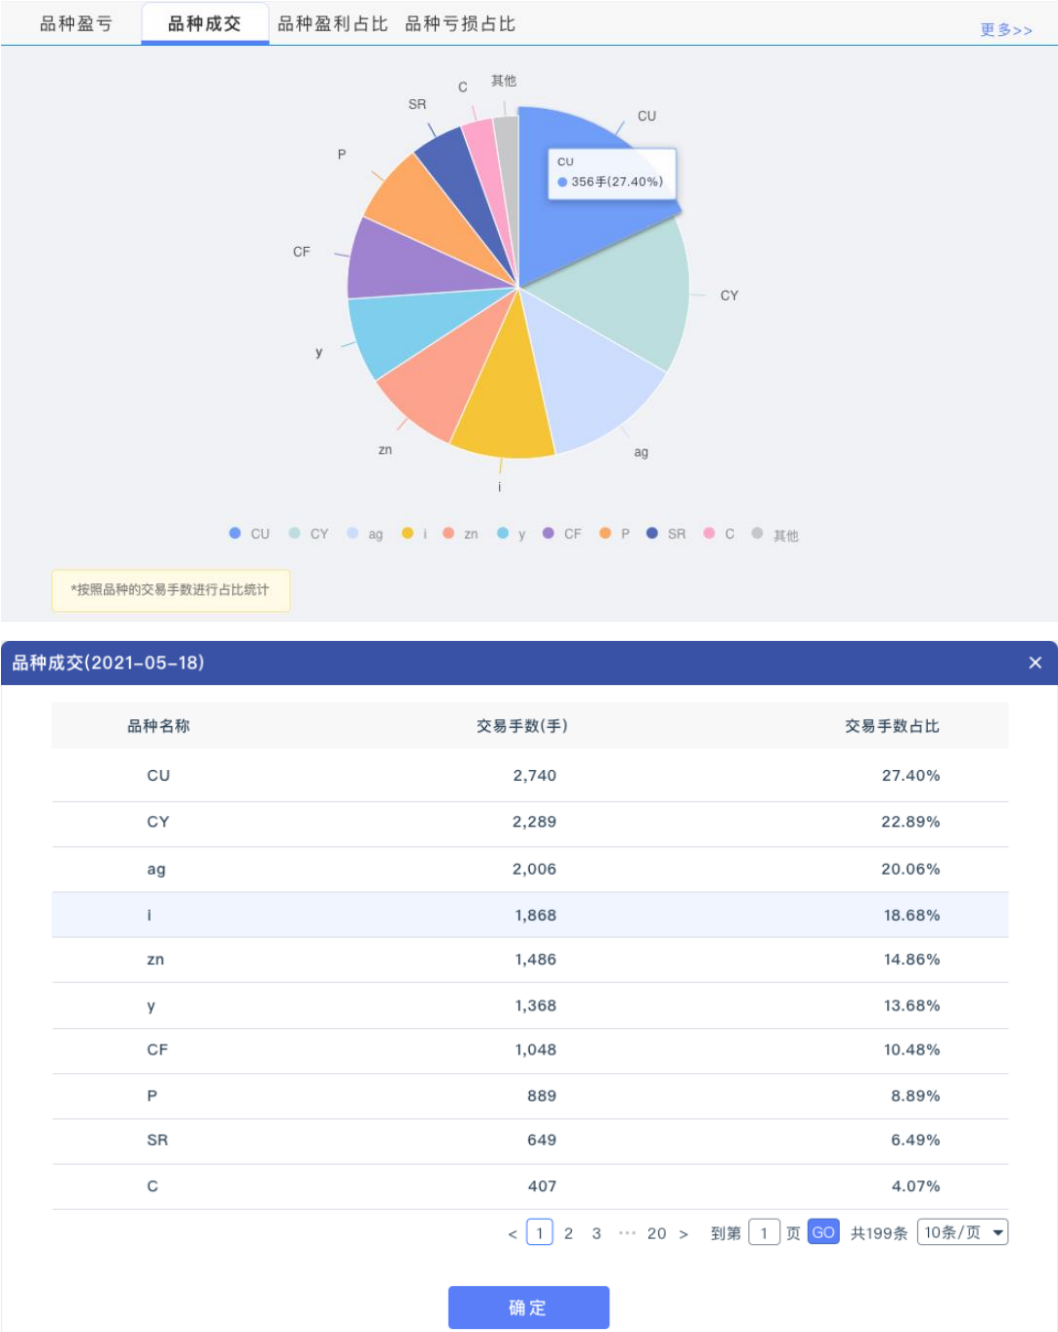 品种盈亏 品种成交 品种盈利占比 品种亏损占比 更多>>
其他
C
SR
CU
P
CU
356手(27.40%)
CF
CY
y
zn
ag
i
CU CY ag i zn y CF P SR C 其他
*按照品种的交易手数进行占比统计
品种成交(2021-05-18) ×
品种名称 交易手数(手) 交易手数占比
CU 2,740 27.40%
CY 2,289 22.89%
ag 2,006 20.06%
i 1,868 18.68%
zn 1,486 14.86%
y 1,368 13.68%
CF 1,048 10.48%
P 889 8.89%
SR 649 6.49%
C 407 4.07%
< 1 2 3 ··· 20 > 到第 1 页 GO 共199条 10条/页
确定